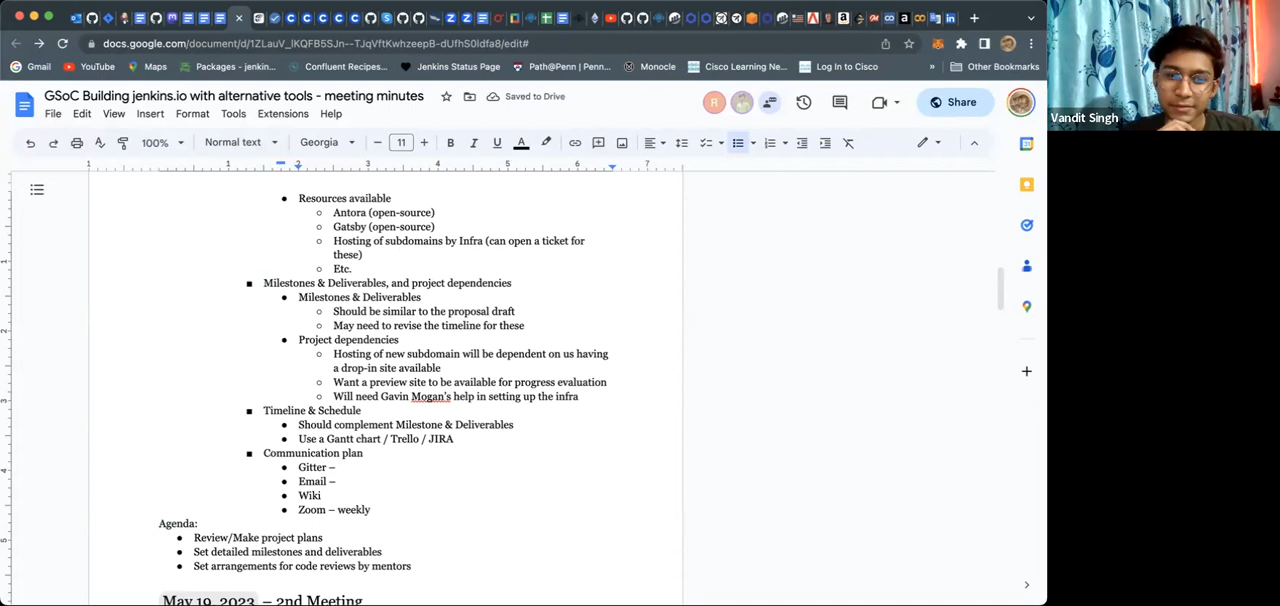 docs.google.com/document/d/1ZLauV_IKQFB5SJn--TJqVftKwhzeepB-dUfhS0ldfa8/edit#
Gmail YouTube Maps Packages - jenkin... Confluent Recipes... Jenkins Status Page Path@Penn | Penn... Monocle Cisco Learning Ne... Log In to Cisco » Other Bookmarks
GSoC Building jenkins.io with alternative tools - meeting minutes Saved to Drive
File Edit View Insert Format Tools Extensions Help
R Share
100% Normal text Georgia − 11 + B I U A
1 1 2 3 4 5 6 7
• Resources available
○ Antora (open-source)
○ Gatsby (open-source)
○ Hosting of subdomains by Infra (can open a ticket for
these)
○ Etc.
■ Milestones & Deliverables, and project dependencies
● Milestones & Deliverables
○ Should be similar to the proposal draft
○ May need to revise the timeline for these
● Project dependencies
○ Hosting of new subdomain will be dependent on us having
a drop-in site available
○ Want a preview site to be available for progress evaluation
○ Will need Gavin Mogan's help in setting up the infra
■ Timeline & Schedule
● Should complement Milestone & Deliverables
● Use a Gantt chart / Trello / JIRA
■ Communication plan
● Gitter –
● Email –
● Wiki
● Zoom – weekly
Agenda:
● Review/Make project plans
● Set detailed milestones and deliverables
● Set arrangements for code reviews by mentors
May 19, 2023 – 2nd Meeting
Vandit Singh